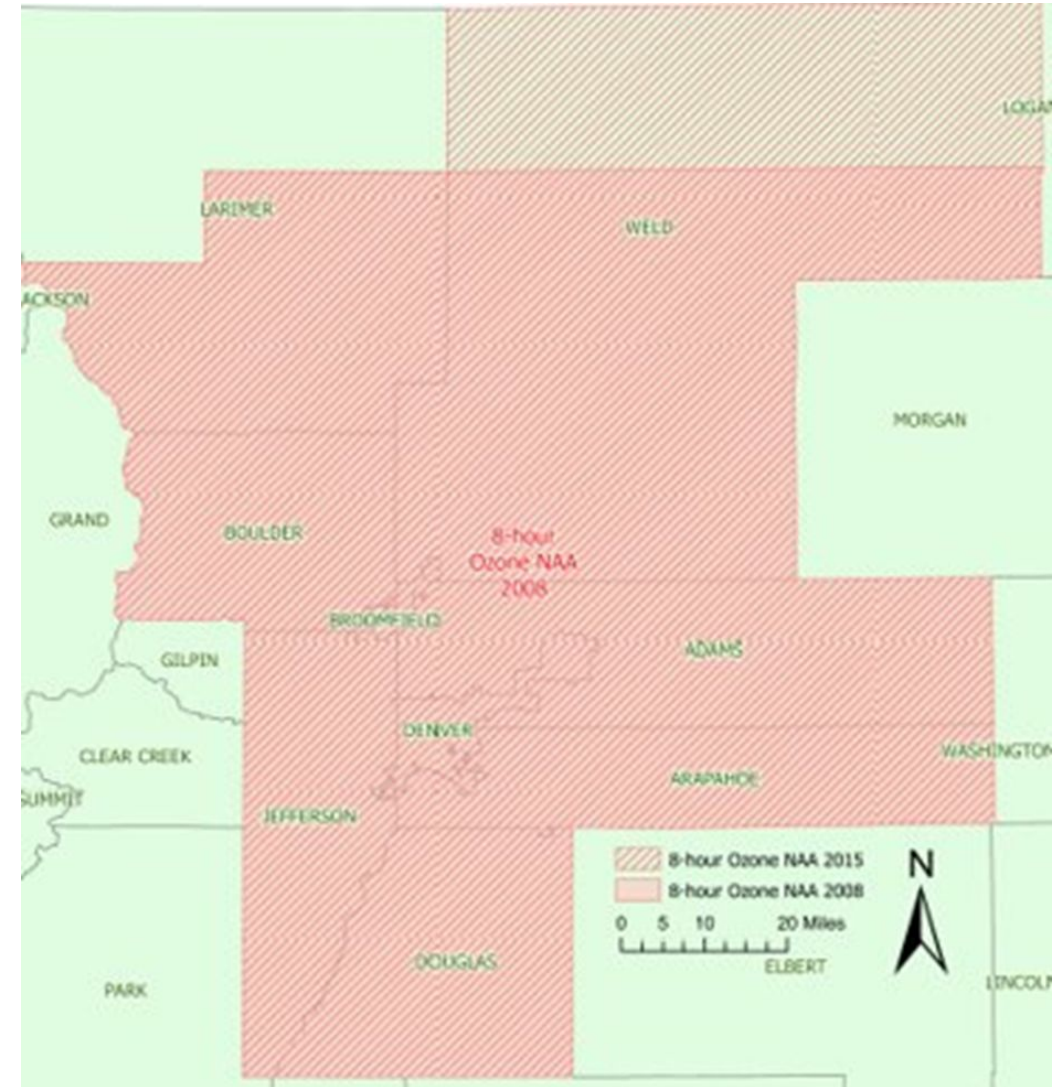 LOGAN
LARIMER
WELD
ACKSON
MORGAN
GRAND
BOULDER
8-hour
Ozone NAA
2008
BROOMFIELD
GILPIN
ADAMS
DENVER
CLEAR CREEK
WASHINGTON
ARAPAHOE
SUMMIT
JEFFERSON
8-hour Ozone NAA 2015
8-hour Ozone NAA 2008
N
0 5 10 20 Miles
DOUGLAS
ELBERT
PARK
LINCOLN